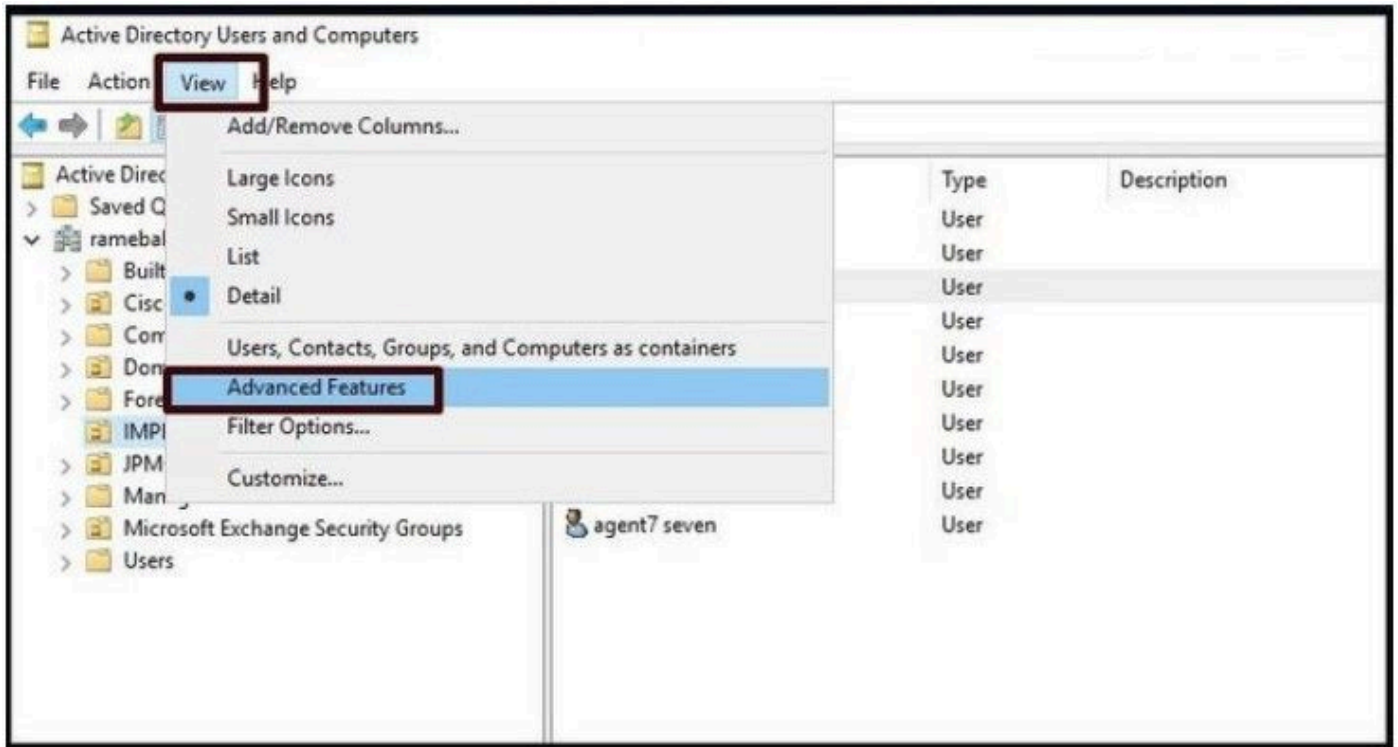 Active Directory Users and Computers
File Action View Help
Add/Remove Columns...
Large Icons
Small Icons
List
Detail
Users, Contacts, Groups, and Computers as containers
Advanced Features
Filter Options...
Customize...
Active Direc
Saved Q
ramebal
Built
Cisc
Com
Dom
Fore
IMPI
JPM
Man
Microsoft Exchange Security Groups
Users
Type Description
User
User
User
User
User
User
User
User
User
agent7 seven User